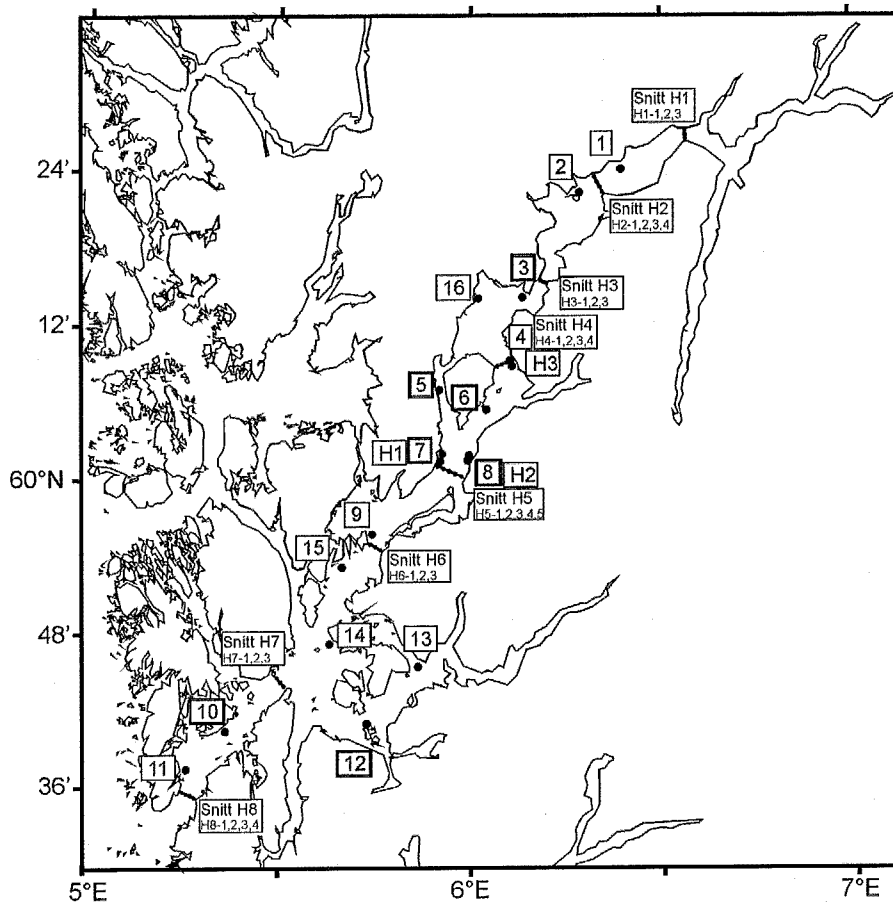 Snitt H1
H1-1,2,3
1
24'
2
Snitt H2
H2-1,2,3,4
3
Snitt H3
H3-1,2,3
16
12'
4
Snitt H4
H4-1,2,3,4
H3
5
6
H1
7
60°N
8
H2
Snitt H5
H5-1,2,3,4,5
9
15
Snitt H6
H6-1,2,3
48'
14
13
Snitt H7
H7-1,2,3
10
11
12
36'
Snitt H8
H8-1,2,3,4
5°E
6°E
7°E